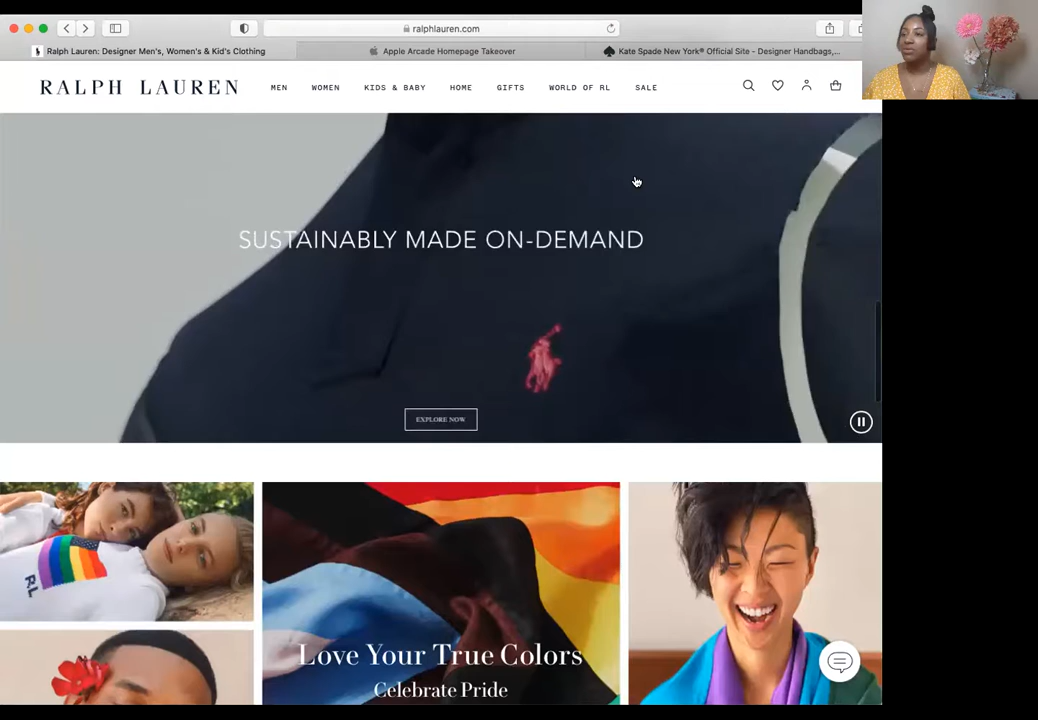 ralphlauren.com
Ralph Lauren: Designer Men's, Women's & Kid's Clothing
Apple Arcade Homepage Takeover
Kate Spade New York® Official Site - Designer Handbags,...
RALPH LAUREN
MEN WOMEN KIDS & BABY HOME GIFTS WORLD OF RL SALE
SUSTAINABLY MADE ON-DEMAND
EXPLORE NOW
RL
Love Your True Colors
Celebrate Pride